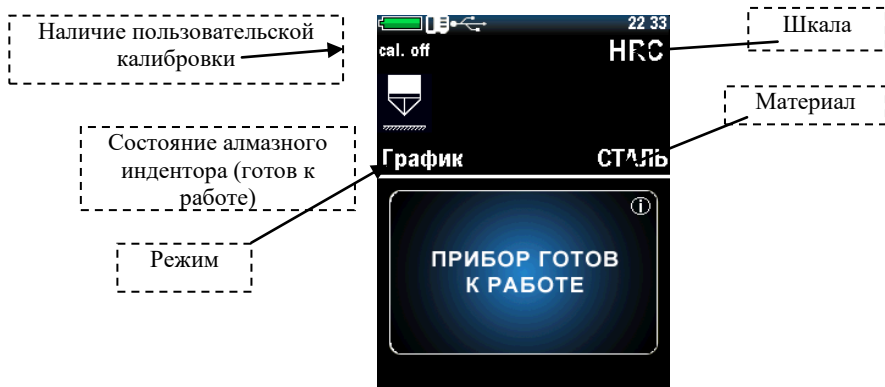 Наличие пользовательской
калибровки
22 33
Шкала
cal. off
HRC
Материал
Состояние алмазного
индентора (готов к
работе)
График
СТАЛЬ
Режим
ПРИБОР ГОТОВ
К РАБОТЕ